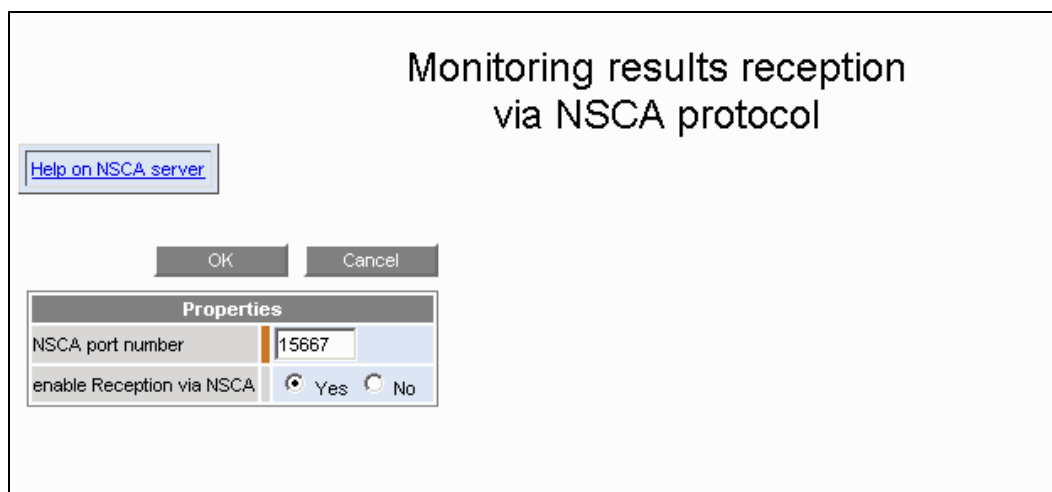 Monitoring results reception
via NSCA protocol
Help on NSCA server
OK Cancel
Properties
NSCA port number 15667
enable Reception via NSCA Yes No